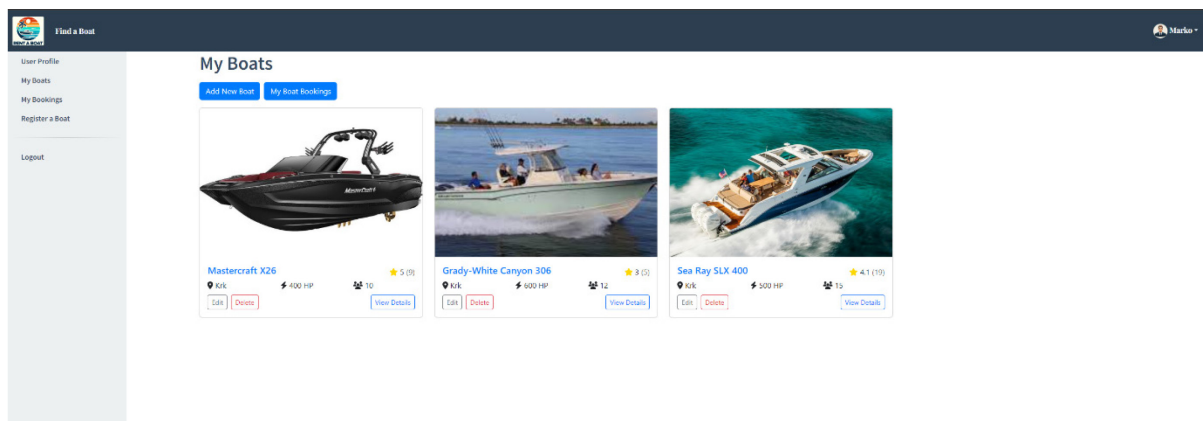 RENT A BOAT
Find a Boat
Marko
User Profile
My Boats
My Bookings
Register a Boat
Logout
My Boats
Add New Boat
My Boat Bookings
MasterCraft
Mastercraft X26
5 (9)
Krk
400 HP
10
Edit
Delete
View Details
Grady-White Canyon 306
3 (5)
Krk
600 HP
12
Edit
Delete
View Details
Sea Ray SLX 400
4.1 (19)
Krk
500 HP
15
Edit
Delete
View Details